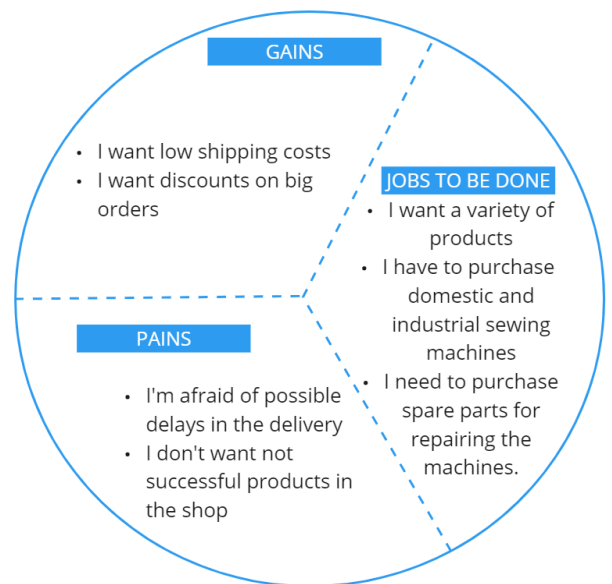 GAINS
• I want low shipping costs
• I want discounts on big
orders
JOBS TO BE DONE
• I want a variety of
products
• I have to purchase
domestic and
industrial sewing
machines
• I need to purchase
spare parts for
repairing the
machines.
PAINS
• I'm afraid of possible
delays in the delivery
• I don't want not
successful products in
the shop